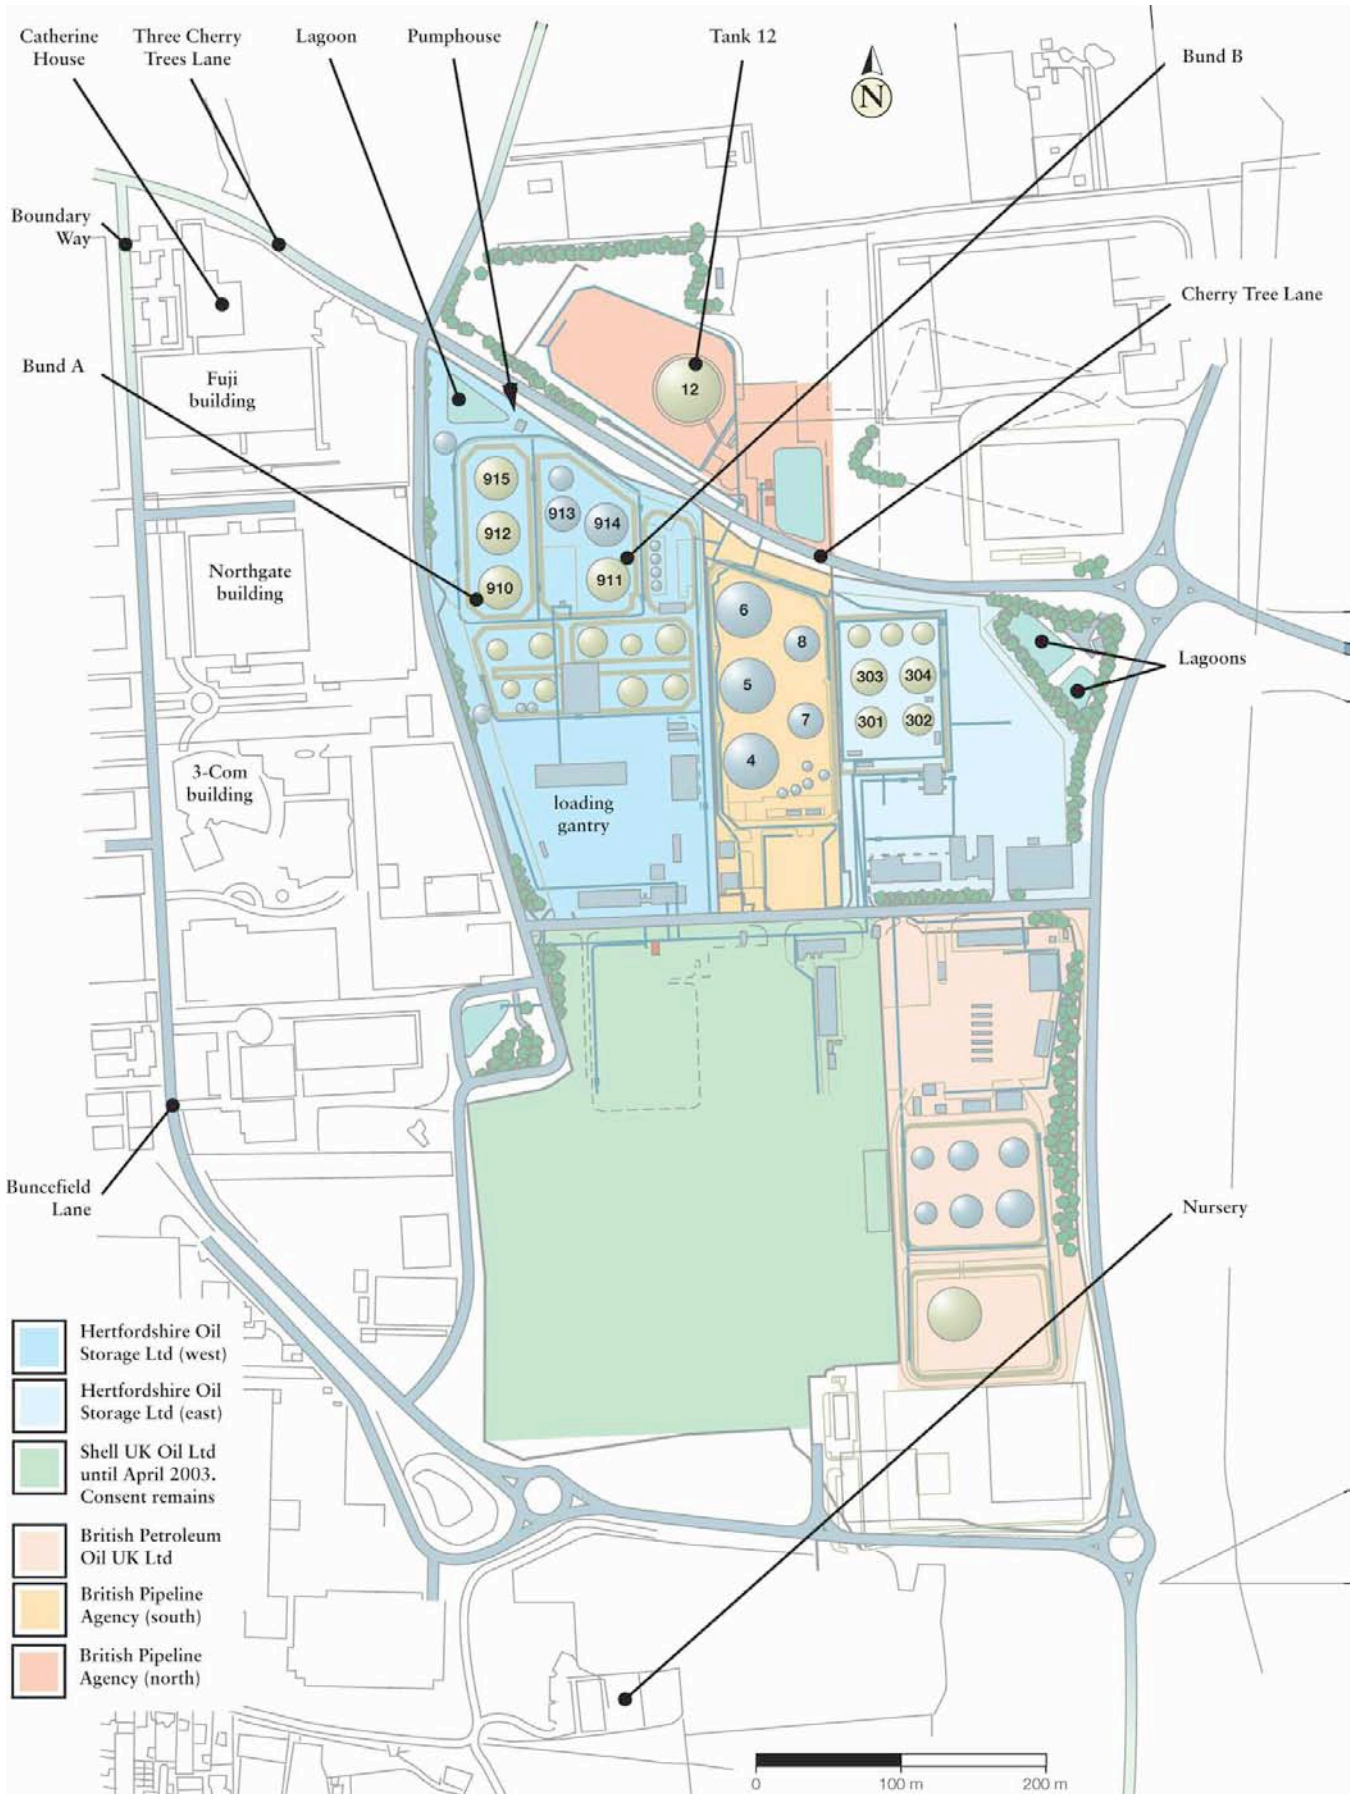 Catherine
House
Three Cherry
Trees Lane
Lagoon
Pumphouse
Tank 12
N
Bund B
Boundary
Way
Cherry Tree Lane
Bund A
Fuji
building
12
915
913
914
912
910
911
Northgate
building
6
8
5
7
4
303
304
301
302
Lagoons
3-Com
building
loading
gantry
Buncefield
Lane
Nursery
Hertfordshire Oil
Storage Ltd (west)
Hertfordshire Oil
Storage Ltd (east)
Shell UK Oil Ltd
until April 2003.
Consent remains
British Petroleum
Oil UK Ltd
British Pipeline
Agency (south)
British Pipeline
Agency (north)
0
100 m
200 m